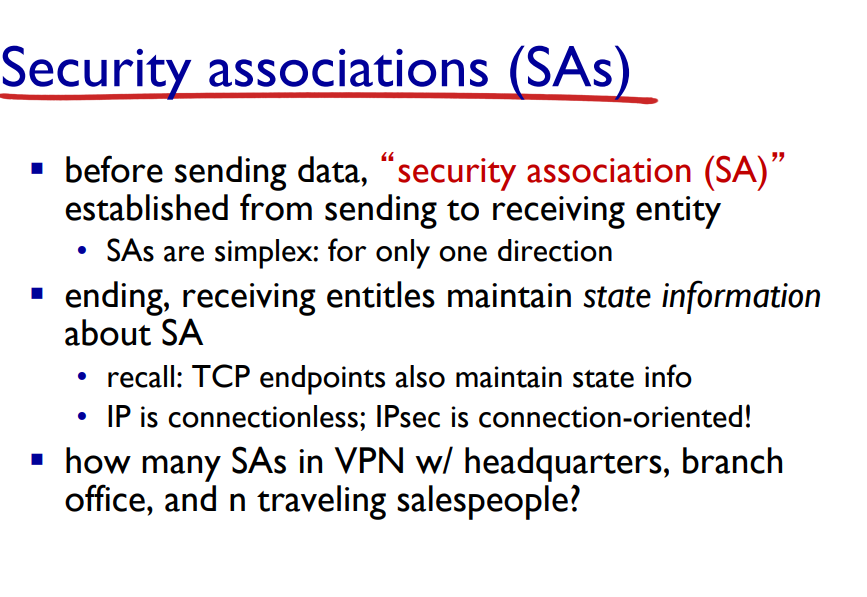 Security associations (SAs)
▪ before sending data, “security association (SA)”
established from sending to receiving entity
• SAs are simplex: for only one direction
▪ ending, receiving entitles maintain state information
about SA
• recall: TCP endpoints also maintain state info
• IP is connectionless; IPsec is connection-oriented!
▪ how many SAs in VPN w/ headquarters, branch
office, and n traveling salespeople?